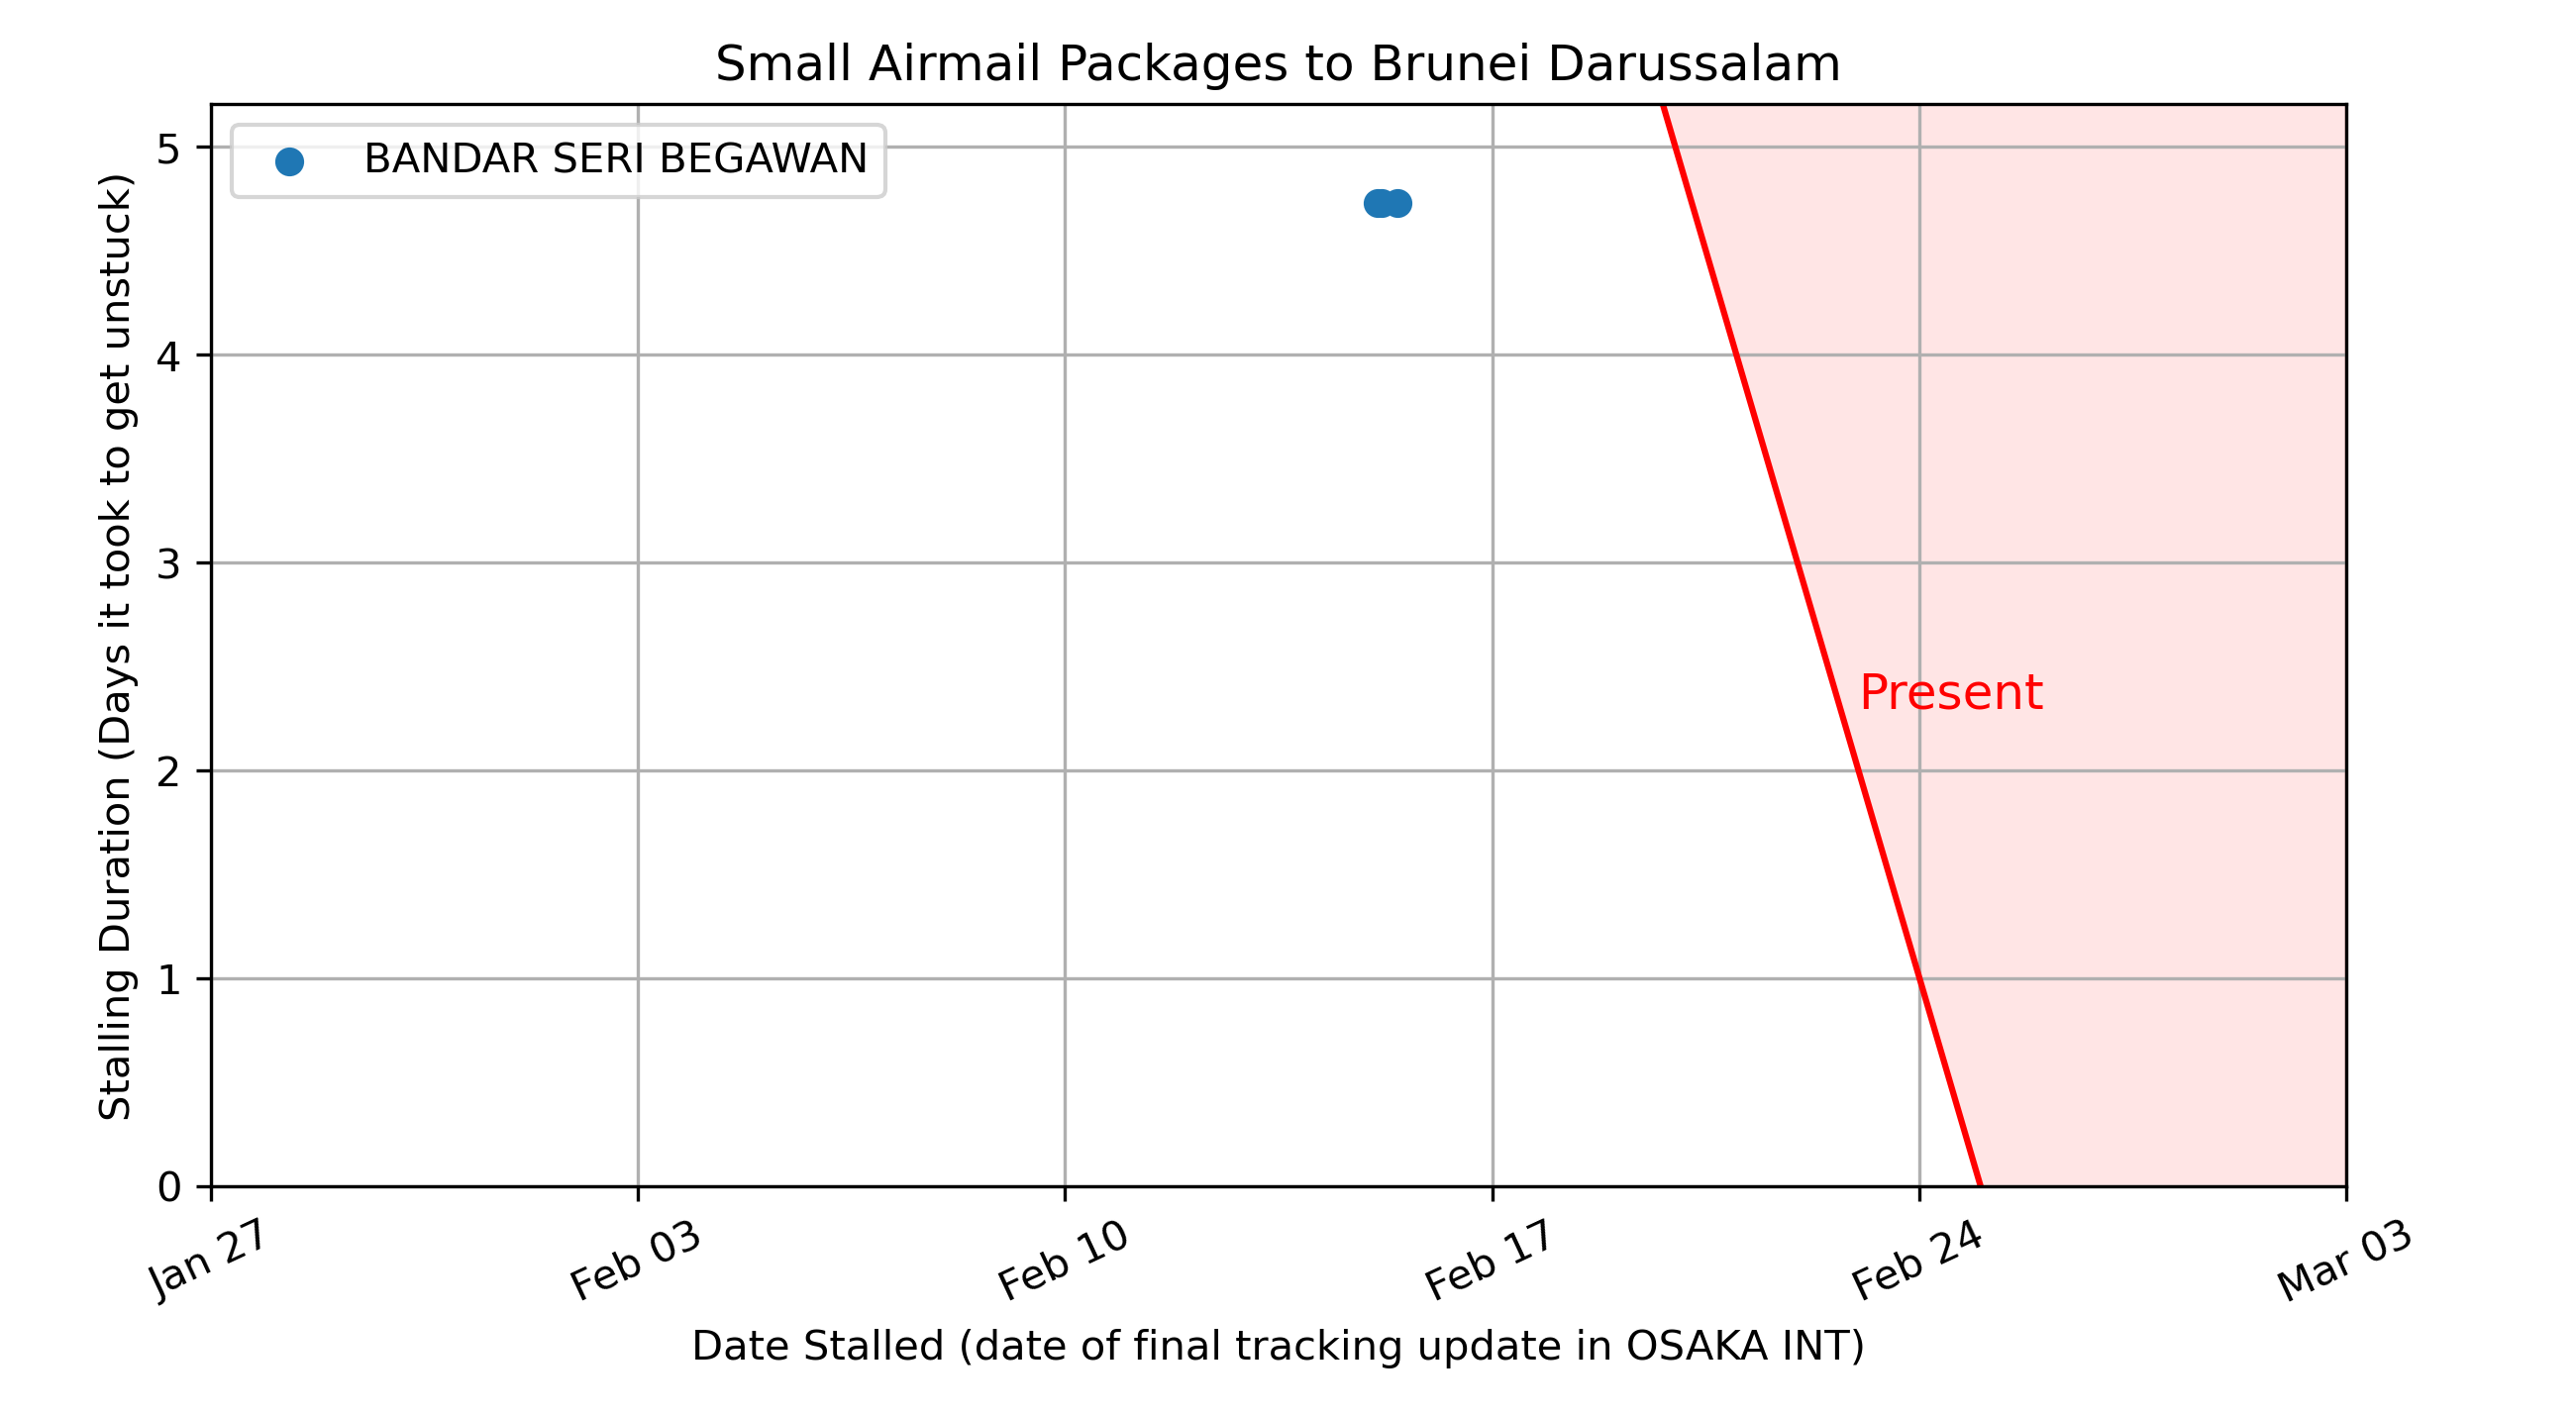 Small Airmail Packages to Brunei Darussalam
BANDAR SERI BEGAWAN
Stalling Duration (Days it took to get unstuck)
5
4
3
2
1
0
Present
Jan 27
Feb 03
Feb 10
Feb 17
Feb 24
Mar 03
Date Stalled (date of final tracking update in OSAKA INT)